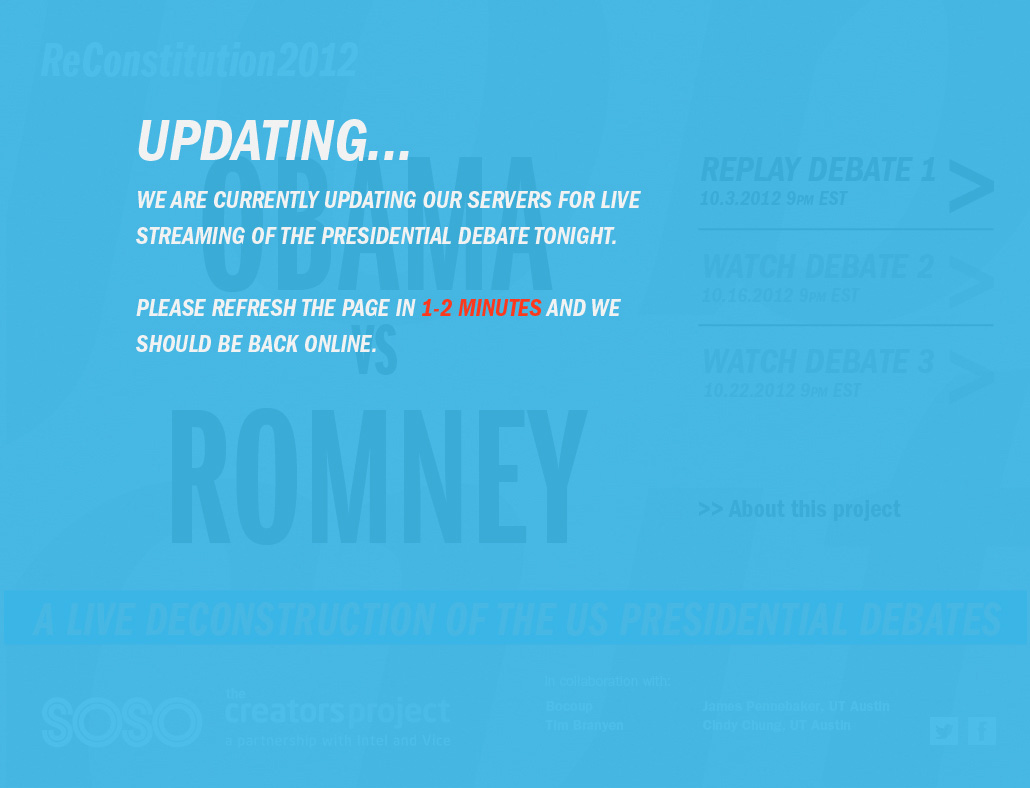 ReConstitution2012
UPDATING...
WE ARE CURRENTLY UPDATING OUR SERVERS FOR LIVE
STREAMING OF THE PRESIDENTIAL DEBATE TONIGHT.
PLEASE REFRESH THE PAGE IN 1-2 MINUTES AND WE
SHOULD BE BACK ONLINE.
OBAMA
VS
ROMNEY
REPLAY DEBATE 1 >
10.3.2012 9PM EST
WATCH DEBATE 2 >
10.16.2012 9PM EST
WATCH DEBATE 3 >
10.22.2012 9PM EST
>> About this project
A LIVE DECONSTRUCTION OF THE US PRESIDENTIAL DEBATES
SOSO
the
creators project
a partnership with Intel and Vice
In collaboration with:
Bocoup
Tim Bunyon
James Pennebaker, UT Austin
Cindy Chung, UT Austin